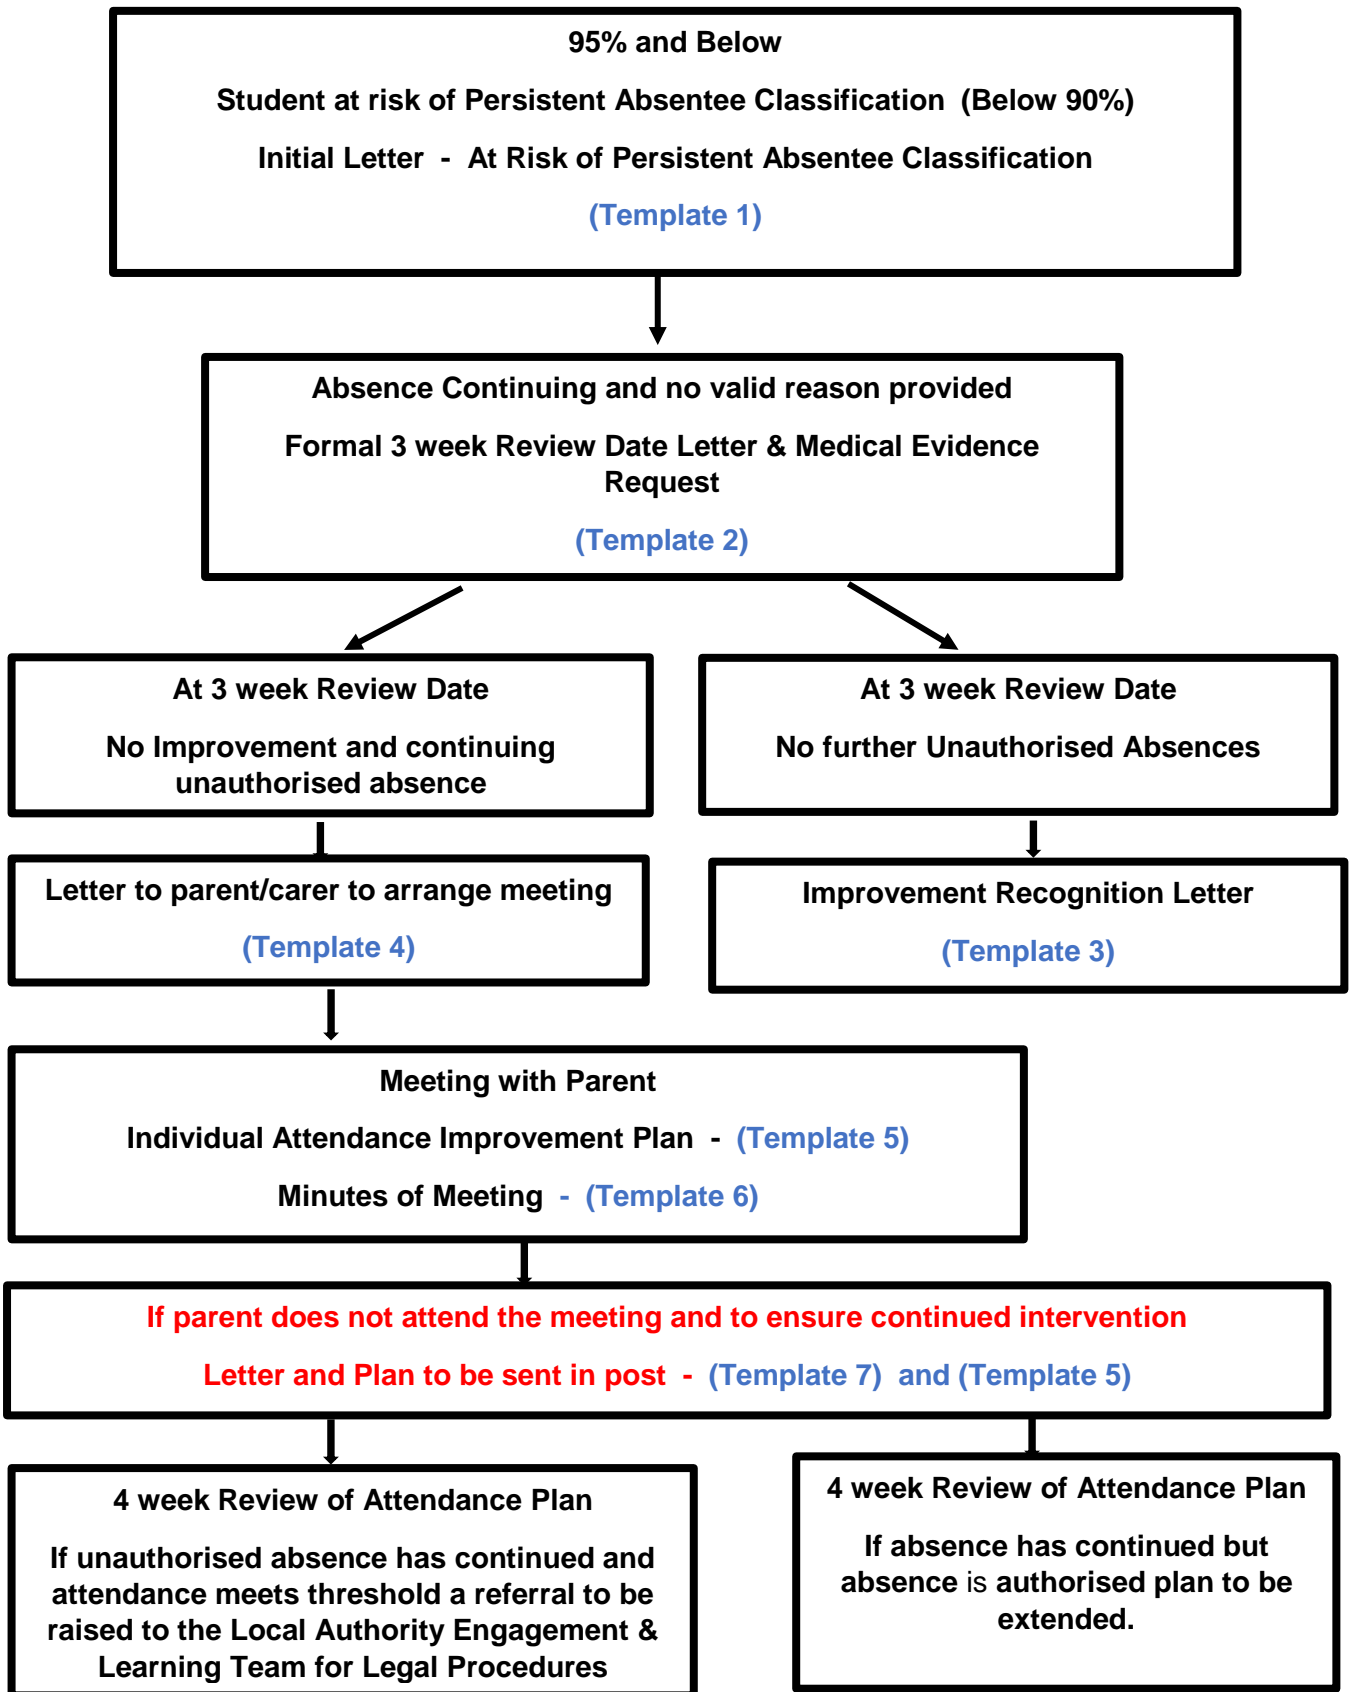 95% and Below
Student at risk of Persistent Absentee Classification (Below 90%)
Initial Letter - At Risk of Persistent Absentee Classification
(Template 1)
Absence Continuing and no valid reason provided
Formal 3 week Review Date Letter & Medical Evidence
Request
(Template 2)
At 3 week Review Date
No Improvement and continuing
unauthorised absence
At 3 week Review Date
No further Unauthorised Absences
Letter to parent/carer to arrange meeting
(Template 4)
Improvement Recognition Letter
(Template 3)
Meeting with Parent
Individual Attendance Improvement Plan - (Template 5)
Minutes of Meeting - (Template 6)
If parent does not attend the meeting and to ensure continued intervention
Letter and Plan to be sent in post - (Template 7) and (Template 5)
4 week Review of Attendance Plan
If unauthorised absence has continued and
attendance meets threshold a referral to be
raised to the Local Authority Engagement &
Learning Team for Legal Procedures
4 week Review of Attendance Plan
If absence has continued but
absence is authorised plan to be
extended.